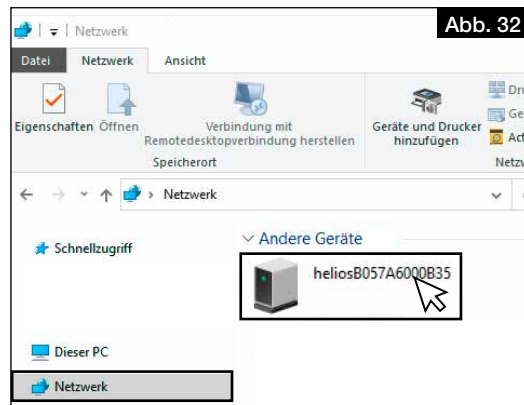 Abb. 32
Netzwerk
Datei Netzwerk Ansicht
Eigenschaften Öffnen Verbindung mit Remotedesktopverbindung herstellen Geräte und Drucker hinzufügen
Speicherort
Netzwerk
Andere Geräte
Schnellzugriff
heliosB057A6000B35
Dieser PC
Netzwerk